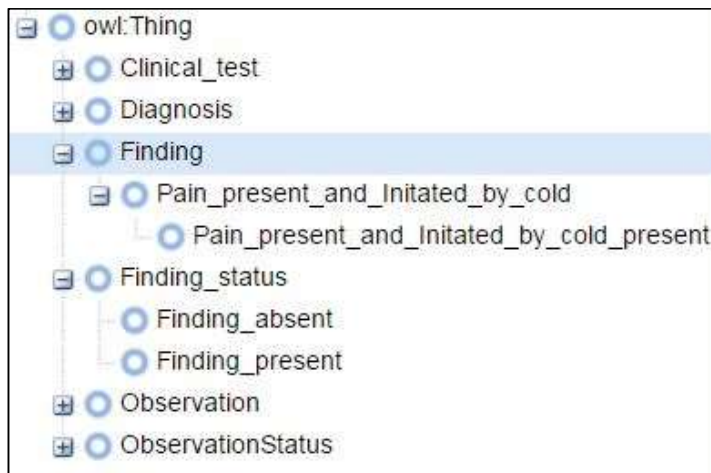 owl:Thing
Clinical_test
Diagnosis
Finding
Pain_present_and_Initated_by_cold
Pain_present_and_Initated_by_cold_present
Finding_status
Finding_absent
Finding_present
Observation
ObservationStatus